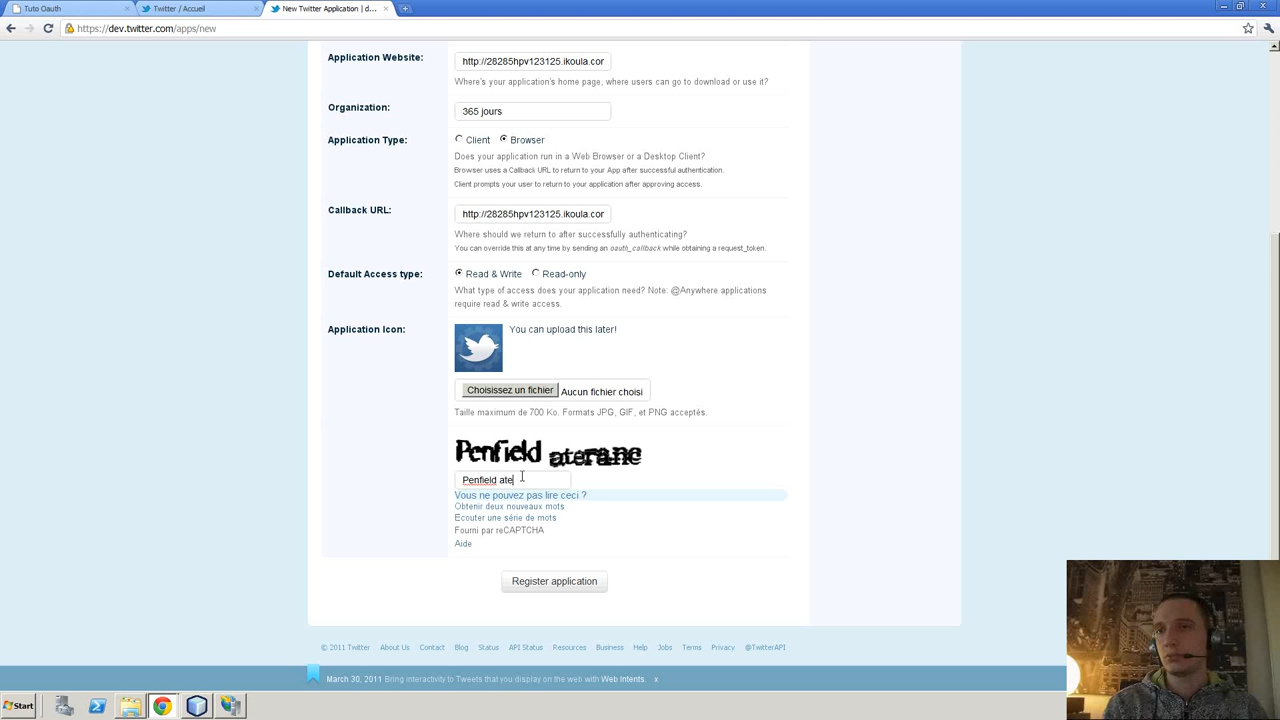 Tuto Oauth
Twitter / Accueil
New Twitter Application | d...
https://dev.twitter.com/apps/new
Application Website:
http://28285hpv123125.ikoula.cor
Where's your application's home page, where users can go to download or use it?
Organization:
365 jours
Application Type:
Client Browser
Does your application run in a Web Browser or a Desktop Client?
Browser uses a Callback URL to return to your App after successful authentication.
Client prompts your user to return to your application after approving access.
Callback URL:
http://28285hpv123125.ikoula.cor
Where should we return to after successfully authenticating?
You can override this at any time by sending an oauth_callback while obtaining a request_token.
Default Access type:
Read & Write Read-only
What type of access does your application need? Note: @Anywhere applications
require read & write access.
Application Icon:
You can upload this later!
Choisissez un fichier Aucun fichier choisi
Taille maximum de 700 Ko. Formats JPG, GIF, et PNG acceptés.
Penfield
Penfield ate
Vous ne pouvez pas lire ceci ?
Obtenir deux nouveaux mots
Ecouter une série de mots
Fourni par reCAPTCHA
Aide
Register application
© 2011 Twitter About Us Contact Blog Status API Status Resources Business Help Jobs Terms Privacy @TwitterAPI
March 30, 2011 Bring interactivity to Tweets that you display on the web with Web Intents. x
Start